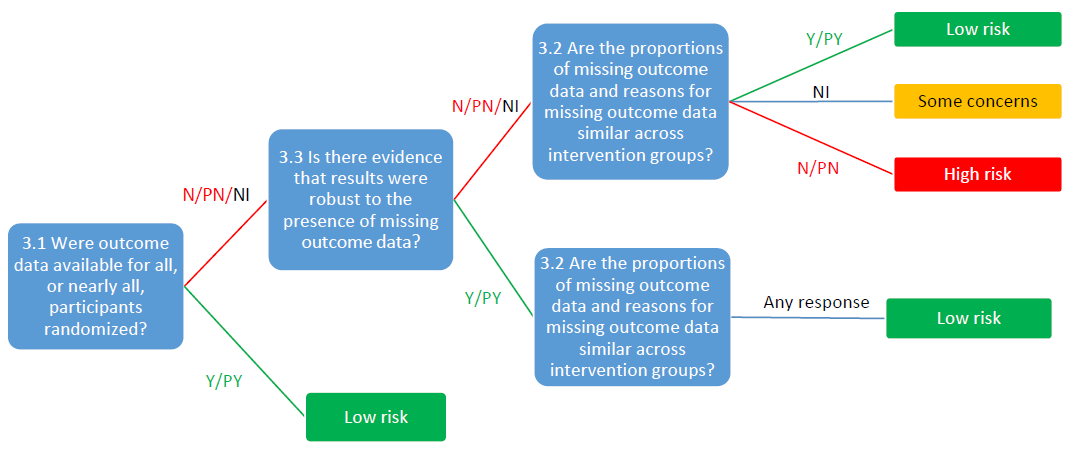 3.1 Were outcome
data available for all,
or nearly all,
participants
randomized?
N/PN/NI
Y/PY
Low risk
3.3 Is there evidence
that results were
robust to the
presence of missing
outcome data?
N/PN/NI
Y/PY
3.2 Are the proportions
of missing outcome
data and reasons for
missing outcome data
similar across
intervention groups?
Y/PY
Low risk
NI
Some concerns
N/PN
High risk
3.2 Are the proportions
of missing outcome
data and reasons for
missing outcome data
similar across
intervention groups?
Any response
Low risk